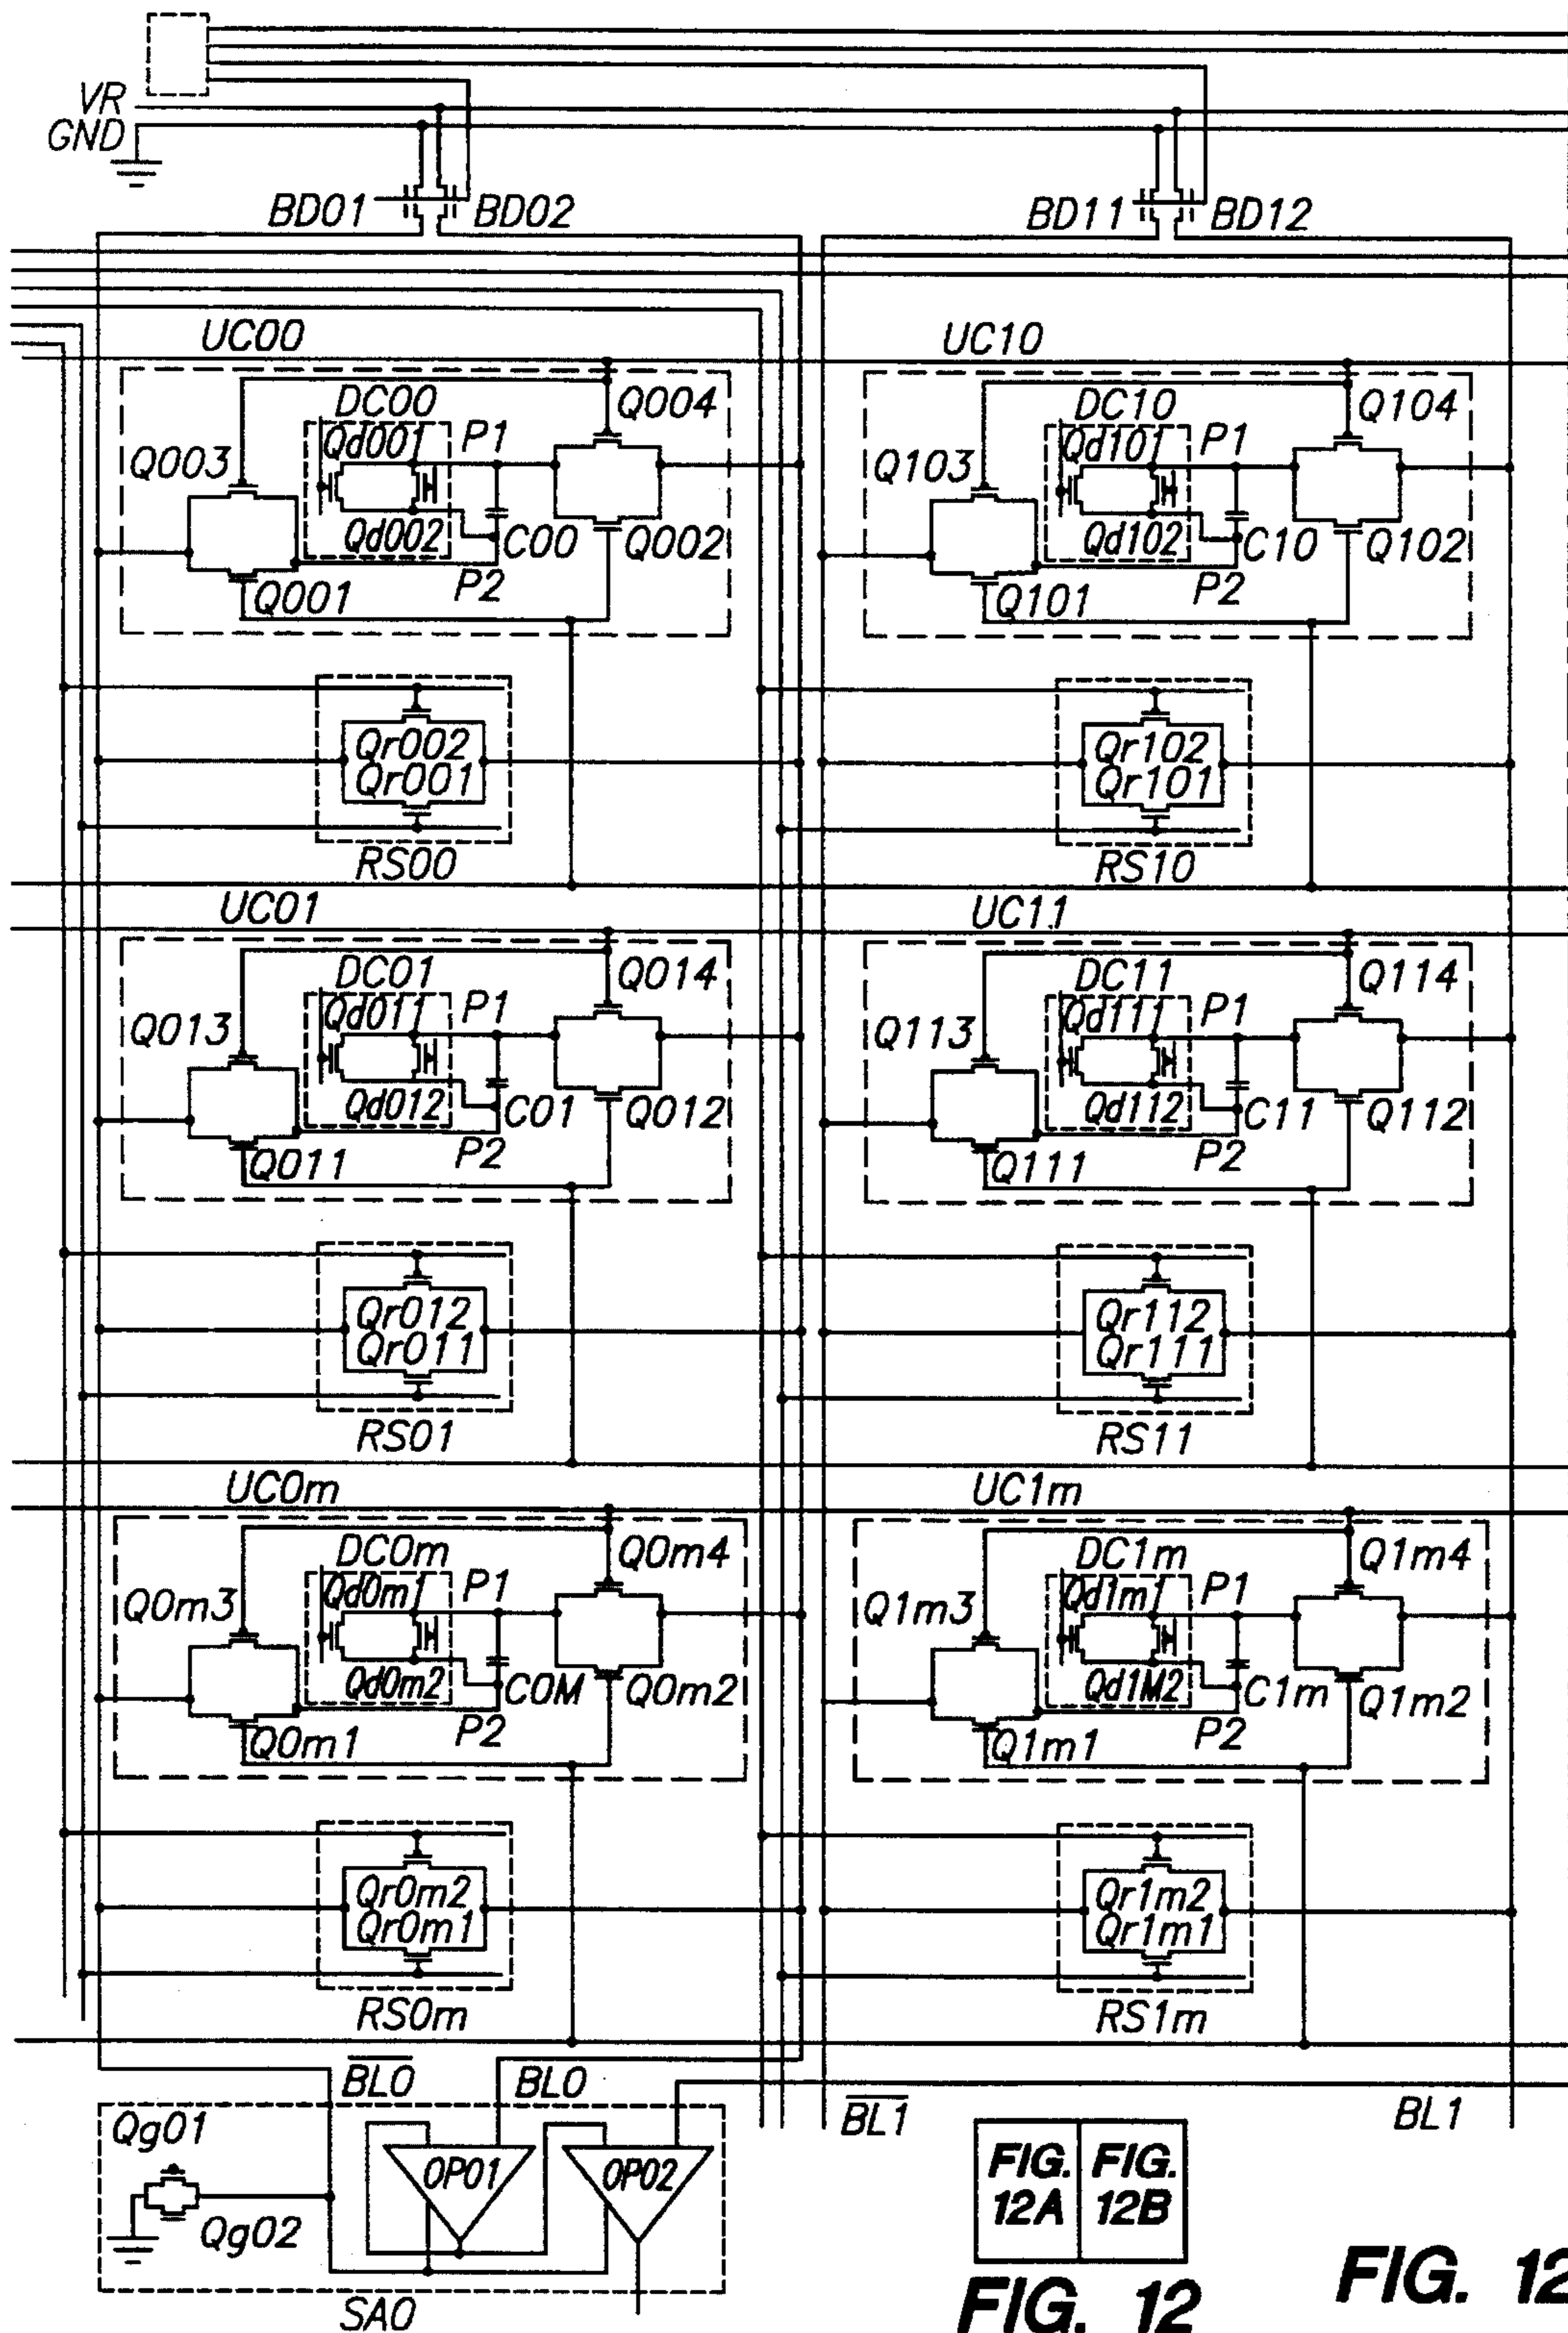 VR
GND
BD01 BD02 BD11 BD12
UC00 UC10
DC00 Q004 DC10 Q104
Qd001 P1 Qd101 P1
Q003 Q103
Qd002 C00 Q002 Qd102 C10 Q102
Q001 P2 Q101 P2
Qr002 Qr102
Qr001 Qr101
RS00 RS10
UC01 UC11
DC01 Q014 DC11 Q114
Qd011 P1 Qd111 P1
Q013 Q113
Qd012 C01 Q012 Qd112 C11 Q112
Q011 P2 Q111 P2
Qr012 Qr112
Qr011 Qr111
RS01 RS11
UC0m UC1m
DC0m Q0m4 DC1m Q1m4
Qd0m1 P1 Qd1m1 P1
Q0m3 Q1m3
Qd0m2 C0M Q0m2 Qd1M2 C1m Q1m2
Q0m1 P2 Q1m1 P2
Qr0m2 Qr1m2
Qr0m1 Qr1m1
RS0m RS1m
B̅L̅0̅ BL0 B̅L̅1̅ BL1
Qg01
OP01 OP02
Qg02
SA0
FIG. FIG.
12A 12B
FIG. 12
FIG. 12